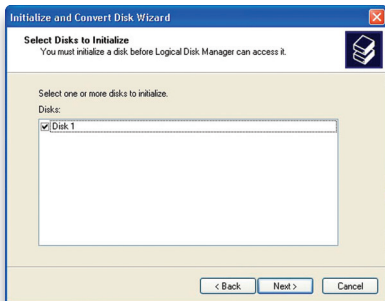 Initialize and Convert Disk Wizard
Select Disks to Initialize
You must initialize a disk before Logical Disk Manager can access it.
Select one or more disks to initialize.
Disks:
Disk 1
< Back
Next >
Cancel